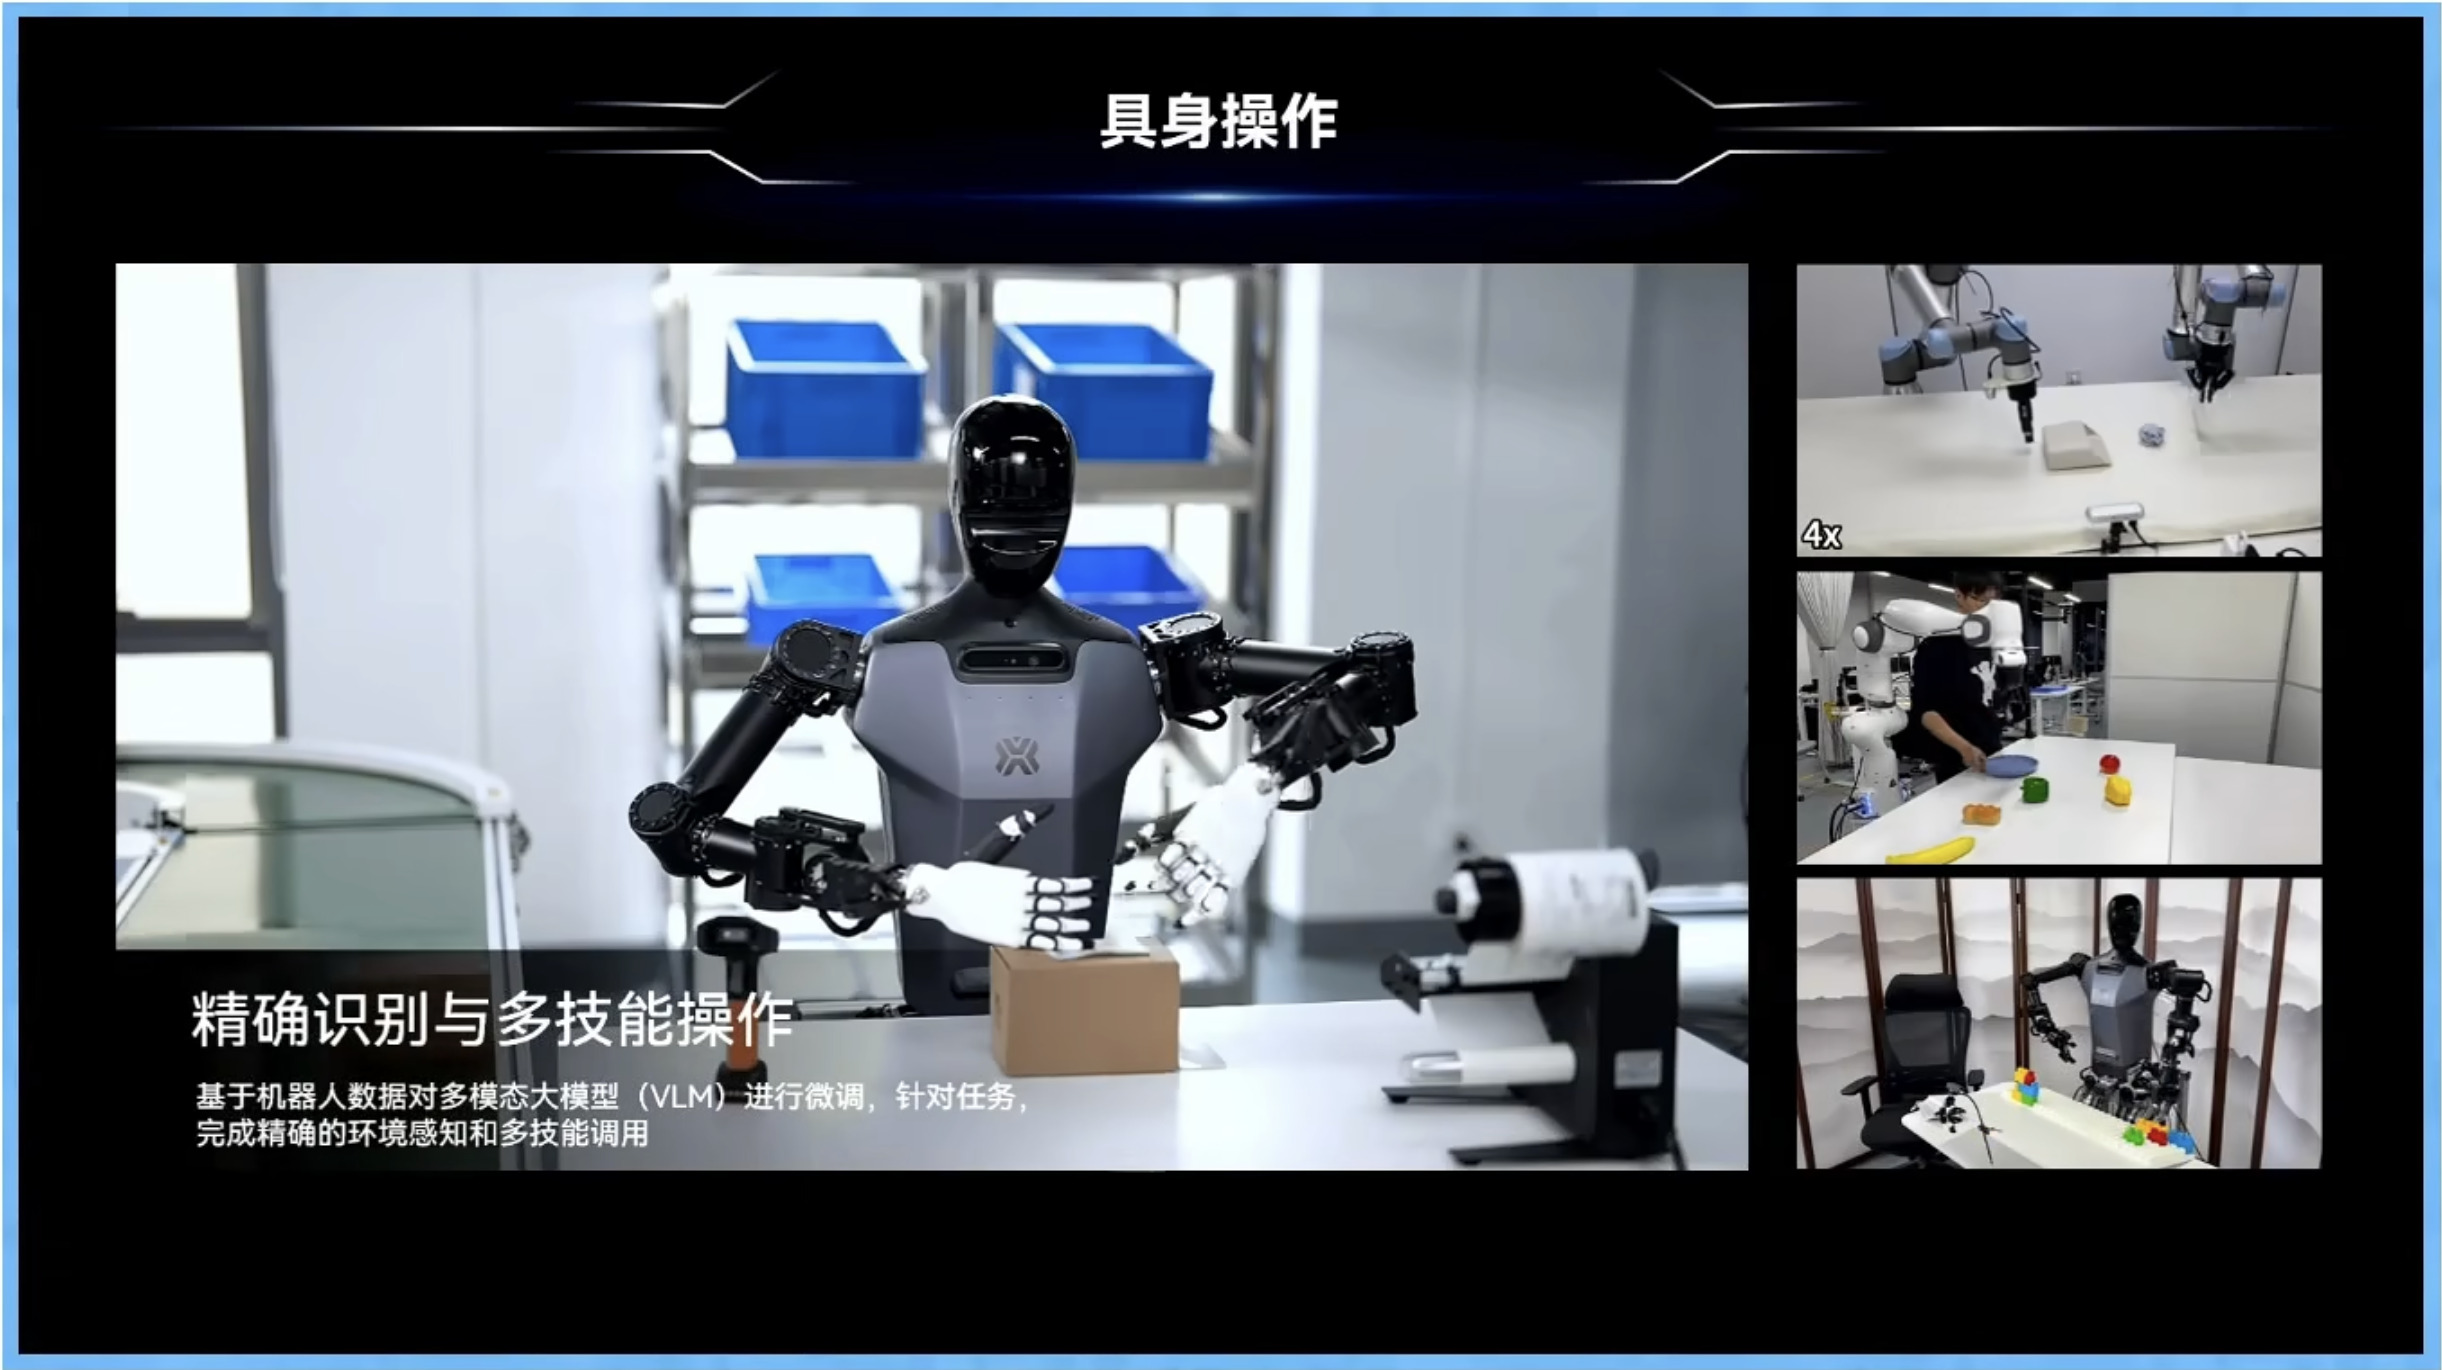 具身操作
4x
精确识别与多技能操作
基于机器人数据对多模态大模型（VLM）进行微调，针对任务，
完成精确的环境感知和多技能调用